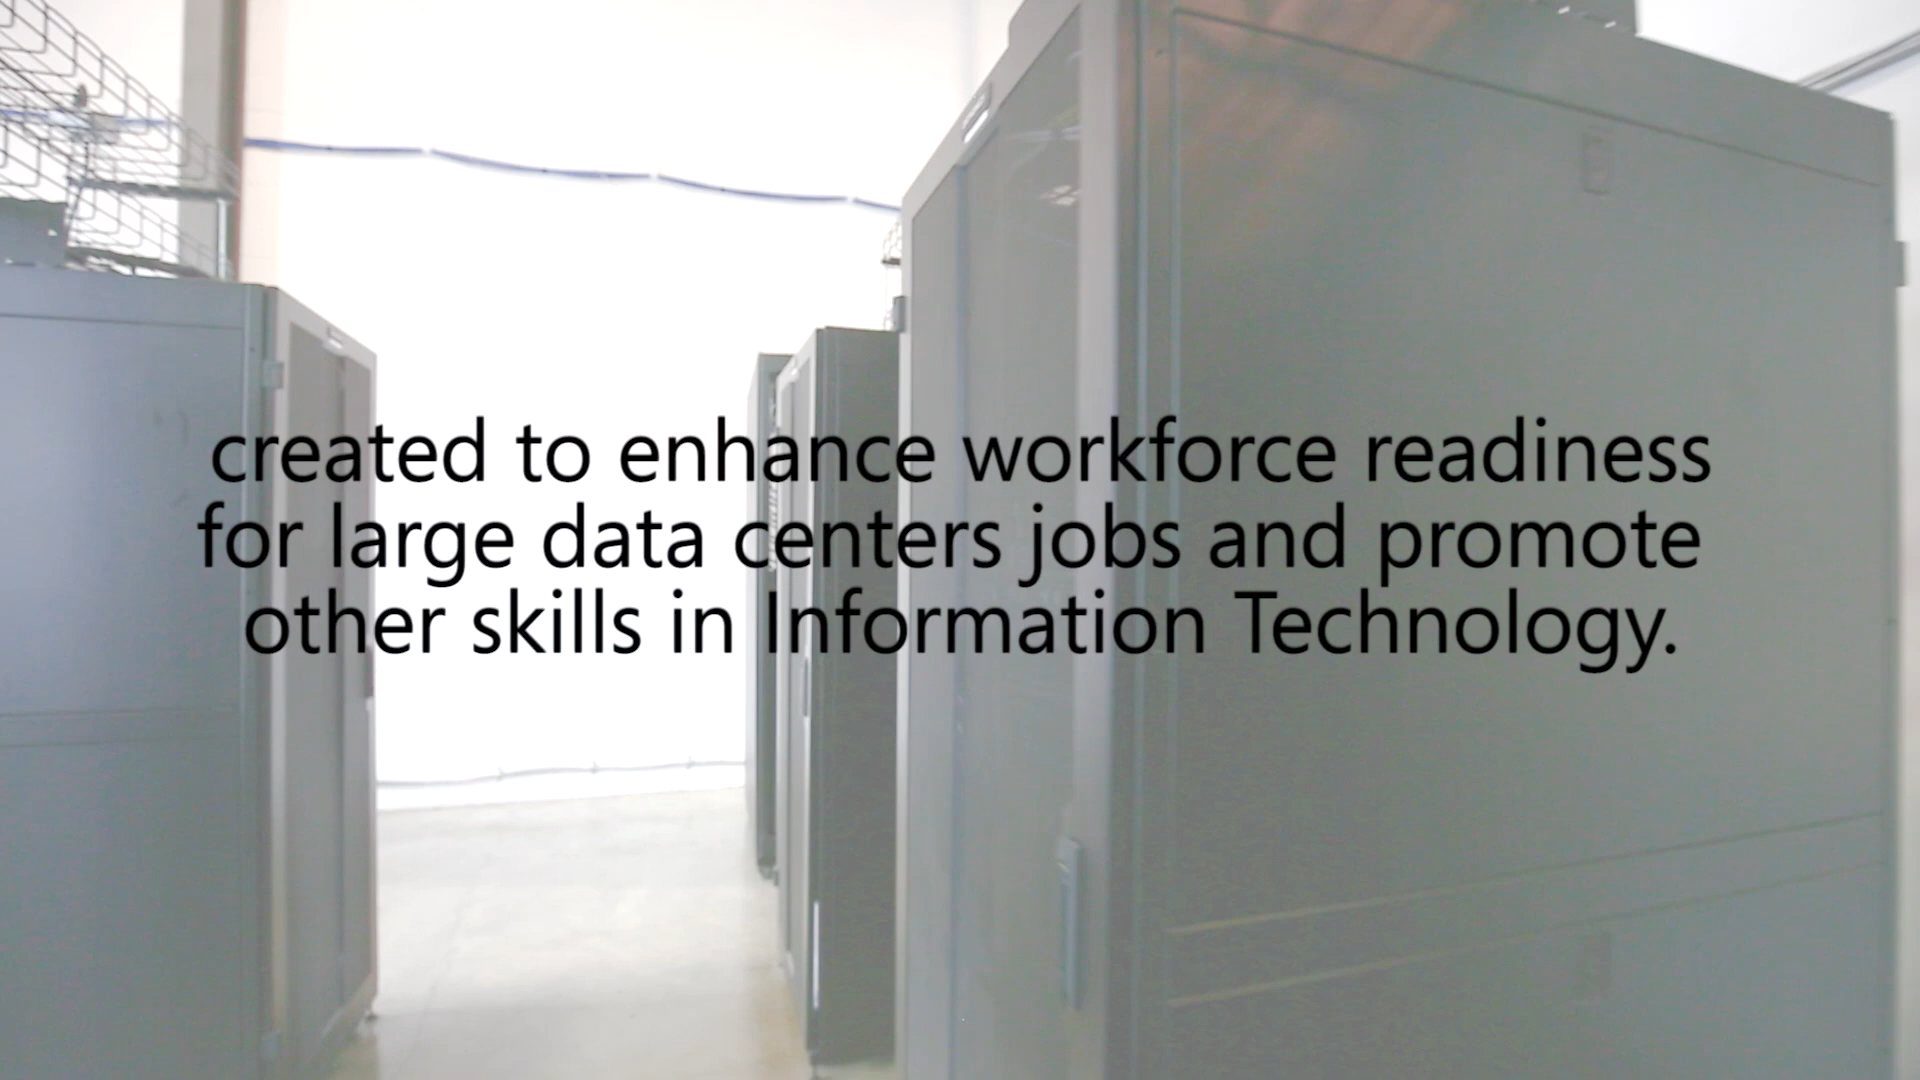 created to enhance workforce readiness
for large data centers jobs and promote
other skills in Information Technology.